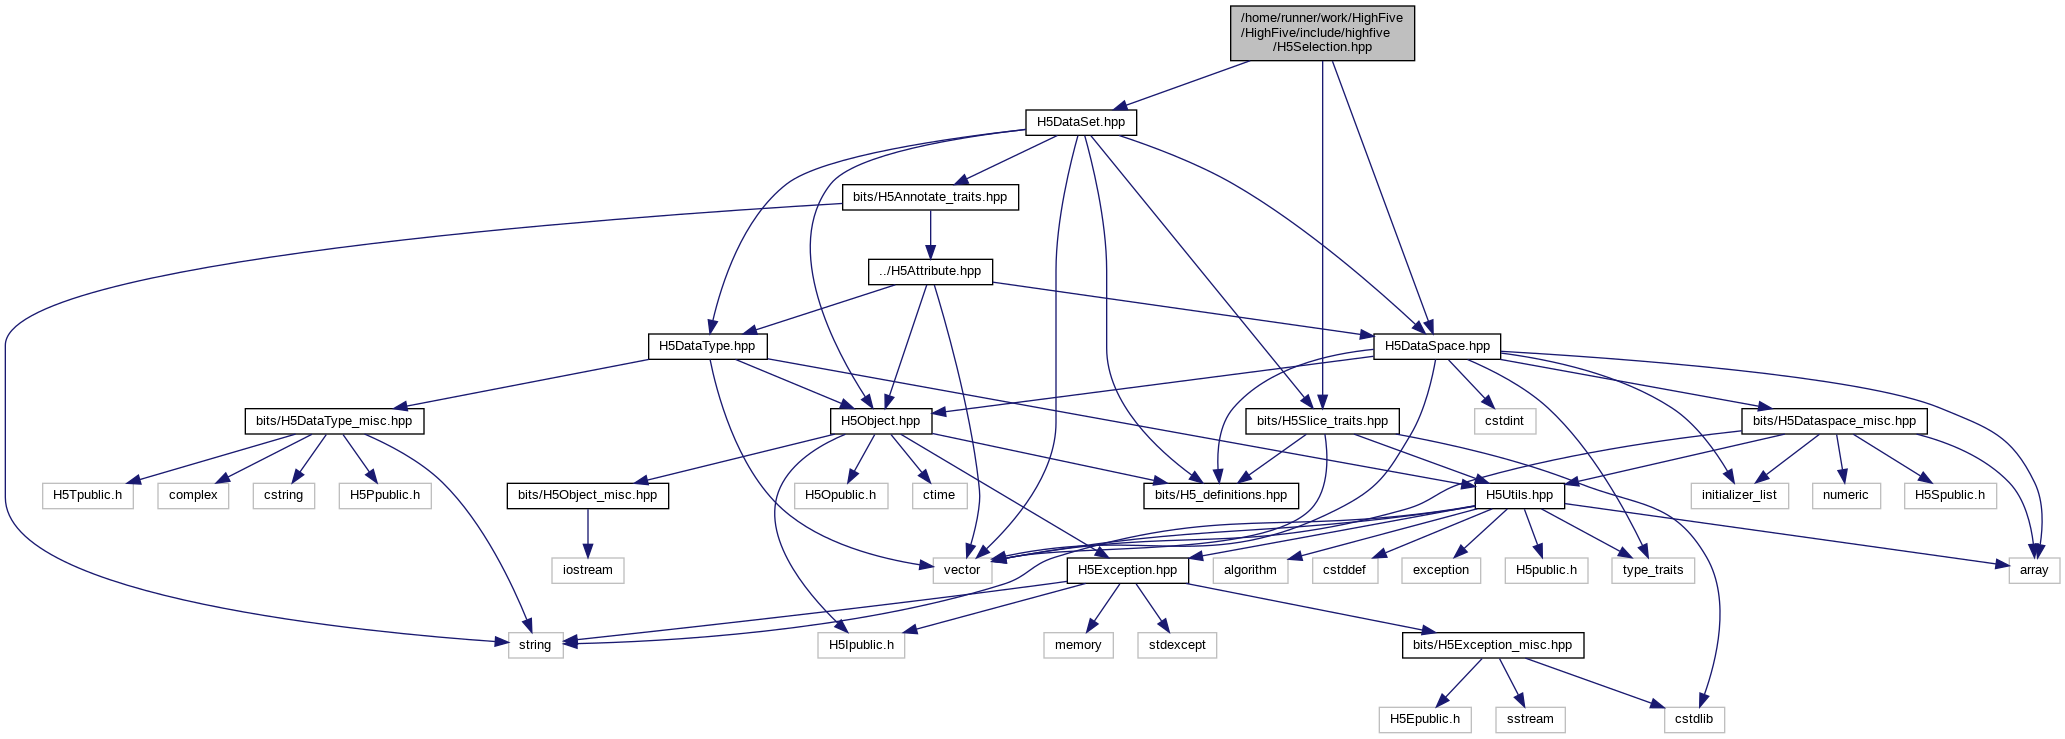 /home/runner/work/HighFive
/HighFive/include/highfive
/H5Selection.hpp
H5DataSet.hpp
bits/H5Annotate_traits.hpp
../H5Attribute.hpp
H5DataType.hpp
H5DataSpace.hpp
bits/H5DataType_misc.hpp
H5Object.hpp
bits/H5Slice_traits.hpp
cstdint
bits/H5Dataspace_misc.hpp
H5Tpublic.h
complex
cstring
H5Ppublic.h
bits/H5Object_misc.hpp
H5Opublic.h
ctime
bits/H5_definitions.hpp
H5Utils.hpp
initializer_list
numeric
H5Spublic.h
iostream
vector
H5Exception.hpp
algorithm
cstddef
exception
H5public.h
type_traits
array
string
H5Ipublic.h
memory
stdexcept
bits/H5Exception_misc.hpp
H5Epublic.h
sstream
cstdlib